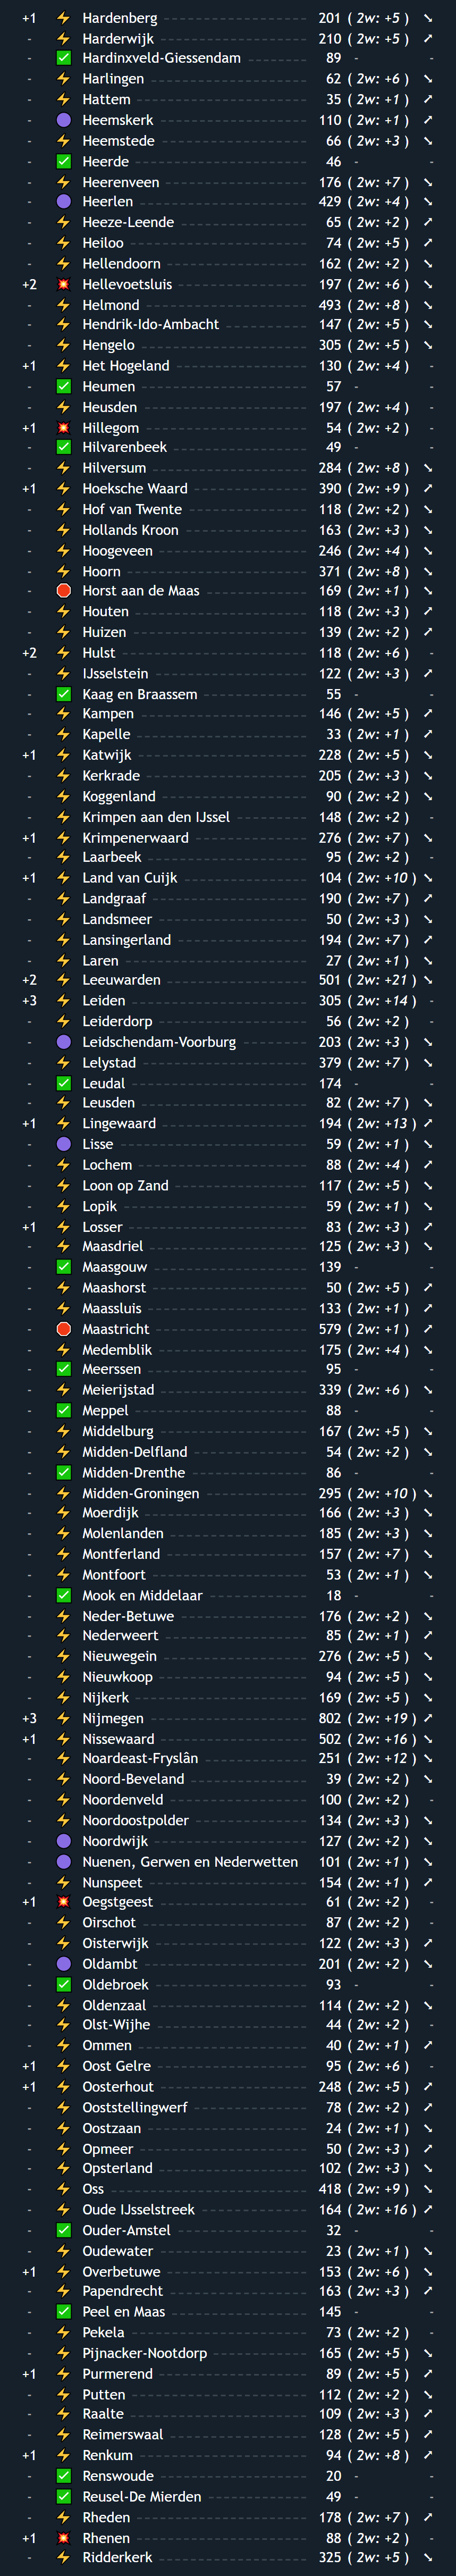 +1 ⚡ Hardenberg 201 ( 2w: +5 ) ↘
- ⚡ Harderwijk 210 ( 2w: +5 ) ↗
- ✅ Hardinxveld-Giessendam 89 - -
- ⚡ Harlingen 62 ( 2w: +6 ) ↘
- ⚡ Hattem 35 ( 2w: +1 ) ↗
- 🟣 Heemskerk 110 ( 2w: +1 ) ↗
- ⚡ Heemstede 66 ( 2w: +3 ) ↘
- ✅ Heerde 46 - -
- ⚡ Heerenveen 176 ( 2w: +7 ) ↘
- 🟣 Heerlen 429 ( 2w: +4 ) ↘
- ⚡ Heeze-Leende 65 ( 2w: +2 ) ↗
- ⚡ Heiloo 74 ( 2w: +5 ) ↗
- ⚡ Hellendoorn 162 ( 2w: +2 ) ↘
+2 💥 Hellevoetsluis 197 ( 2w: +6 ) ↘
- ⚡ Helmond 493 ( 2w: +8 ) ↘
- ⚡ Hendrik-Ido-Ambacht 147 ( 2w: +5 ) ↘
- ⚡ Hengelo 305 ( 2w: +5 ) ↘
+1 ⚡ Het Hogeland 130 ( 2w: +4 ) -
- ✅ Heumen 57 - -
- ⚡ Heusden 197 ( 2w: +4 ) -
+1 💥 Hillegom 54 ( 2w: +2 ) -
- ✅ Hilvarenbeek 49 - -
- ⚡ Hilversum 284 ( 2w: +8 ) ↘
+1 ⚡ Hoeksche Waard 390 ( 2w: +9 ) ↗
- ⚡ Hof van Twente 118 ( 2w: +2 ) ↘
- ⚡ Hollands Kroon 163 ( 2w: +3 ) ↘
- ⚡ Hoogeveen 246 ( 2w: +4 ) ↘
- ⚡ Hoorn 371 ( 2w: +8 ) ↘
- 🛑 Horst aan de Maas 169 ( 2w: +1 ) ↘
- ⚡ Houten 118 ( 2w: +3 ) ↗
- ⚡ Huizen 139 ( 2w: +2 ) ↗
+2 ⚡ Hulst 118 ( 2w: +6 ) -
- ⚡ IJsselstein 122 ( 2w: +3 ) ↗
- ✅ Kaag en Braassem 55 - -
- ⚡ Kampen 146 ( 2w: +5 ) ↗
- ⚡ Kapelle 33 ( 2w: +1 ) ↗
+1 ⚡ Katwijk 228 ( 2w: +5 ) ↘
- ⚡ Kerkrade 205 ( 2w: +3 ) ↘
- ⚡ Koggenland 90 ( 2w: +2 ) ↘
- ⚡ Krimpen aan den IJssel 148 ( 2w: +2 ) -
+1 ⚡ Krimpenerwaard 276 ( 2w: +7 ) ↘
- ⚡ Laarbeek 95 ( 2w: +2 ) -
+1 ⚡ Land van Cuijk 104 ( 2w: +10 ) ↘
- ⚡ Landgraaf 190 ( 2w: +7 ) ↗
- ⚡ Landsmeer 50 ( 2w: +3 ) ↘
- ⚡ Lansingerland 194 ( 2w: +7 ) ↗
- ⚡ Laren 27 ( 2w: +1 ) ↘
+2 ⚡ Leeuwarden 501 ( 2w: +21 ) ↘
+3 ⚡ Leiden 305 ( 2w: +14 ) -
- ⚡ Leiderdorp 56 ( 2w: +2 ) -
- 🟣 Leidschendam-Voorburg 203 ( 2w: +3 ) ↘
- ⚡ Lelystad 379 ( 2w: +7 ) ↘
- ✅ Leudal 174 - -
- ⚡ Leusden 82 ( 2w: +7 ) ↘
+1 ⚡ Lingewaard 194 ( 2w: +13 ) ↗
- 🟣 Lisse 59 ( 2w: +1 ) ↘
- ⚡ Lochem 88 ( 2w: +4 ) ↗
- ⚡ Loon op Zand 117 ( 2w: +5 ) ↘
- ⚡ Lopik 59 ( 2w: +1 ) ↘
+1 ⚡ Losser 83 ( 2w: +3 ) ↗
- ⚡ Maasdriel 125 ( 2w: +3 ) ↘
- ✅ Maasgouw 139 - -
- ⚡ Maashorst 50 ( 2w: +5 ) ↗
- ⚡ Maassluis 133 ( 2w: +1 ) ↗
- 🛑 Maastricht 579 ( 2w: +1 ) ↗
- ⚡ Medemblik 175 ( 2w: +4 ) ↘
- ✅ Meerssen 95 - -
- ⚡ Meierijstad 339 ( 2w: +6 ) ↘
- ✅ Meppel 88 - -
- ⚡ Middelburg 167 ( 2w: +5 ) ↘
- ⚡ Midden-Delfland 54 ( 2w: +2 ) ↘
- ✅ Midden-Drenthe 86 - -
- ⚡ Midden-Groningen 295 ( 2w: +10 ) ↘
- ⚡ Moerdijk 166 ( 2w: +3 ) ↘
- ⚡ Molenlanden 185 ( 2w: +3 ) ↘
- ⚡ Montferland 157 ( 2w: +7 ) ↘
- ⚡ Montfoort 53 ( 2w: +1 ) ↘
- ✅ Mook en Middelaar 18 - -
- ⚡ Neder-Betuwe 176 ( 2w: +2 ) ↘
- ⚡ Nederweert 85 ( 2w: +1 ) ↗
- ⚡ Nieuwegein 276 ( 2w: +5 ) ↘
- ⚡ Nieuwkoop 94 ( 2w: +5 ) ↘
- ⚡ Nijkerk 169 ( 2w: +5 ) ↘
+3 ⚡ Nijmegen 802 ( 2w: +19 ) ↗
+1 ⚡ Nissewaard 502 ( 2w: +16 ) ↘
- ⚡ Noardeast-Fryslân 251 ( 2w: +12 ) ↘
- ⚡ Noord-Beveland 39 ( 2w: +2 ) ↘
- ⚡ Noordenveld 100 ( 2w: +2 ) -
- ⚡ Noordoostpolder 134 ( 2w: +3 ) ↘
- 🟣 Noordwijk 127 ( 2w: +2 ) ↘
- 🟣 Nuenen, Gerwen en Nederwetten 101 ( 2w: +1 ) ↘
- ⚡ Nunspeet 154 ( 2w: +1 ) ↗
+1 💥 Oegstgeest 61 ( 2w: +2 ) -
- ⚡ Oirschot 87 ( 2w: +2 ) -
- ⚡ Oisterwijk 122 ( 2w: +3 ) ↗
- 🟣 Oldambt 201 ( 2w: +2 ) ↘
- ✅ Oldebroek 93 - -
- ⚡ Oldenzaal 114 ( 2w: +2 ) ↘
- ⚡ Olst-Wijhe 44 ( 2w: +2 ) -
- ⚡ Ommen 40 ( 2w: +1 ) ↗
+1 ⚡ Oost Gelre 95 ( 2w: +6 ) -
+1 ⚡ Oosterhout 248 ( 2w: +5 ) ↗
- ⚡ Ooststellingwerf 78 ( 2w: +2 ) ↗
- ⚡ Oostzaan 24 ( 2w: +1 ) ↘
- ⚡ Opmeer 50 ( 2w: +3 ) ↗
- ⚡ Opsterland 102 ( 2w: +3 ) ↘
- ⚡ Oss 418 ( 2w: +9 ) ↘
- ⚡ Oude IJsselstreek 164 ( 2w: +16 ) ↗
- ✅ Ouder-Amstel 32 - -
- ⚡ Oudewater 23 ( 2w: +1 ) ↘
+1 ⚡ Overbetuwe 153 ( 2w: +6 ) ↘
- ⚡ Papendrecht 163 ( 2w: +3 ) ↗
- ✅ Peel en Maas 145 - -
- ⚡ Pekela 73 ( 2w: +2 ) -
- ⚡ Pijnacker-Nootdorp 165 ( 2w: +5 ) ↘
+1 ⚡ Purmerend 89 ( 2w: +5 ) ↗
- ⚡ Putten 112 ( 2w: +2 ) ↘
- ⚡ Raalte 109 ( 2w: +3 ) ↗
- ⚡ Reimerswaal 128 ( 2w: +5 ) ↗
+1 ⚡ Renkum 94 ( 2w: +8 ) ↗
- ✅ Renswoude 20 - -
- ✅ Reusel-De Mierden 49 - -
- ⚡ Rheden 178 ( 2w: +7 ) ↗
+1 💥 Rhenen 88 ( 2w: +2 ) -
- ⚡ Ridderkerk 325 ( 2w: +5 ) ↘